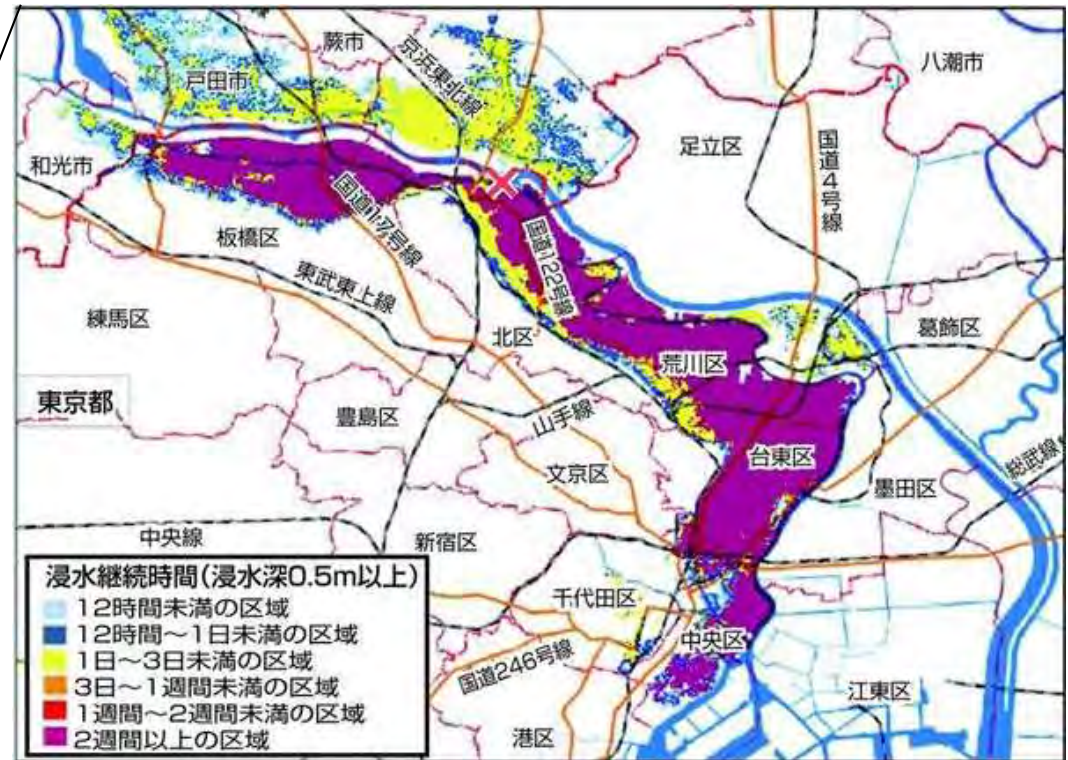 蕨市
京浜東北線
八潮市
戸田市
足立区
国道4号線
和光市
国道17号線
国道122号線
板橋区
東武東上線
練馬区
北区
荒川区
葛飾区
東京都
豊島区
山手線
文京区
台東区
総武線
墨田区
中央線
新宿区
千代田区
中央区
国道246号線
江東区
港区
浸水継続時間(浸水深0.5m以上)
12時間未満の区域
12時間～1日未満の区域
1日～3日未満の区域
3日～1週間未満の区域
1週間～2週間未満の区域
2週間以上の区域